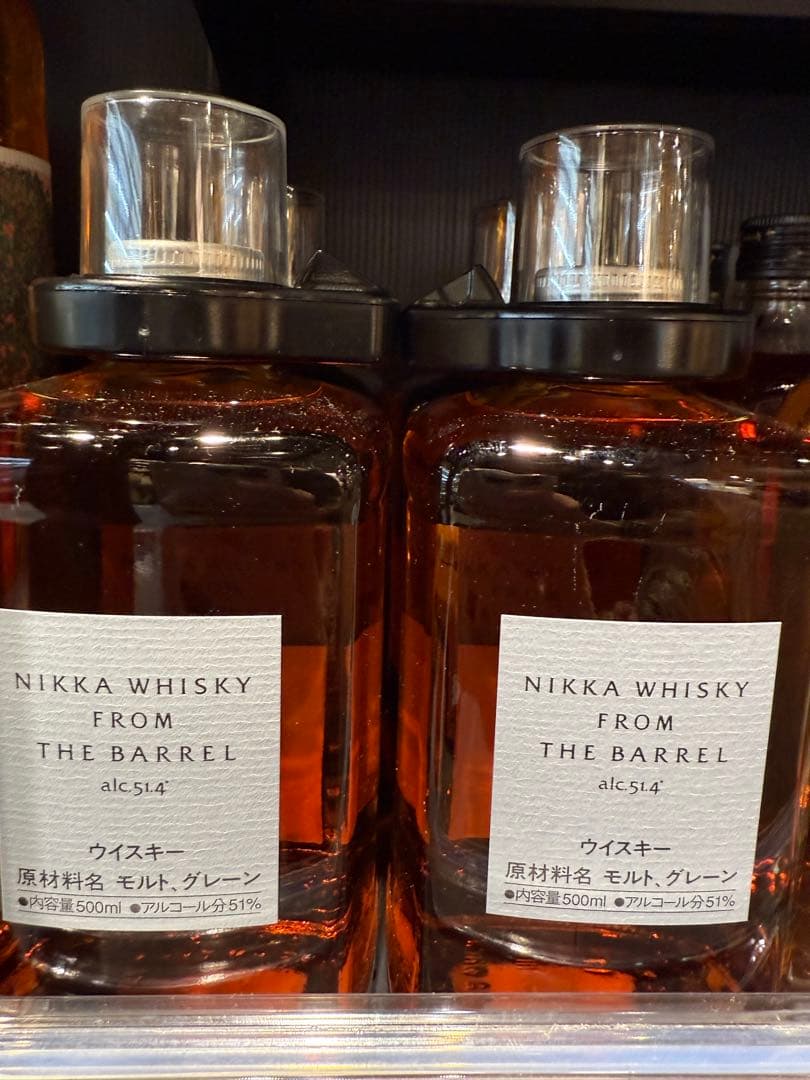 NIKKA WHISKY
FROM
THE BARREL
alc.51.4°
ウイスキー
原材料名 モルト、グレーン
●内容量500ml ●アルコール分51%
NIKKA WHISKY
FROM
THE BARREL
alc.51.4°
ウイスキー
原材料名 モルト、グレーン
●内容量500ml ●アルコール分51%